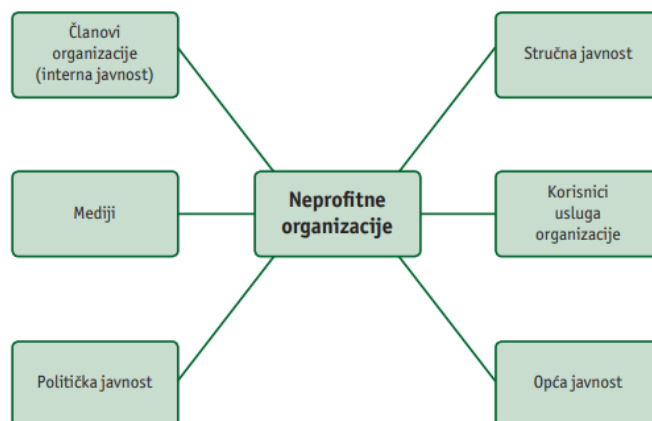 Članovi
organizacije
(interna javnost)
Stručna javnost
Mediji
Neprofitne
organizacije
Korisnici
usluga
organizacije
Politička javnost
Opća javnost